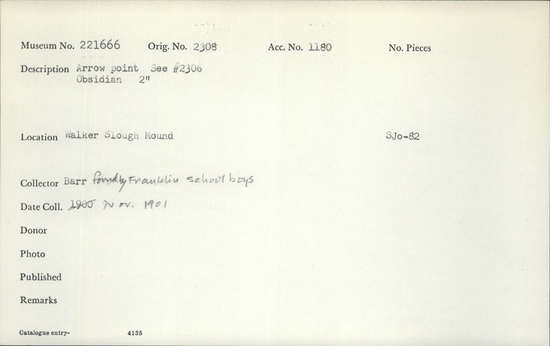 Museum No. 221666 Orig. No. 2308 Acc. No. 1180 No. Pieces
Description Arrow point See #2306
Obsidian 2"
Location Walker Slough Mound SJo-82
Collector Barr Franklin school boys
Date Coll. 1900 Nov. 1901
Donor
Photo
Published
Remarks
Catalogue entry- 4135